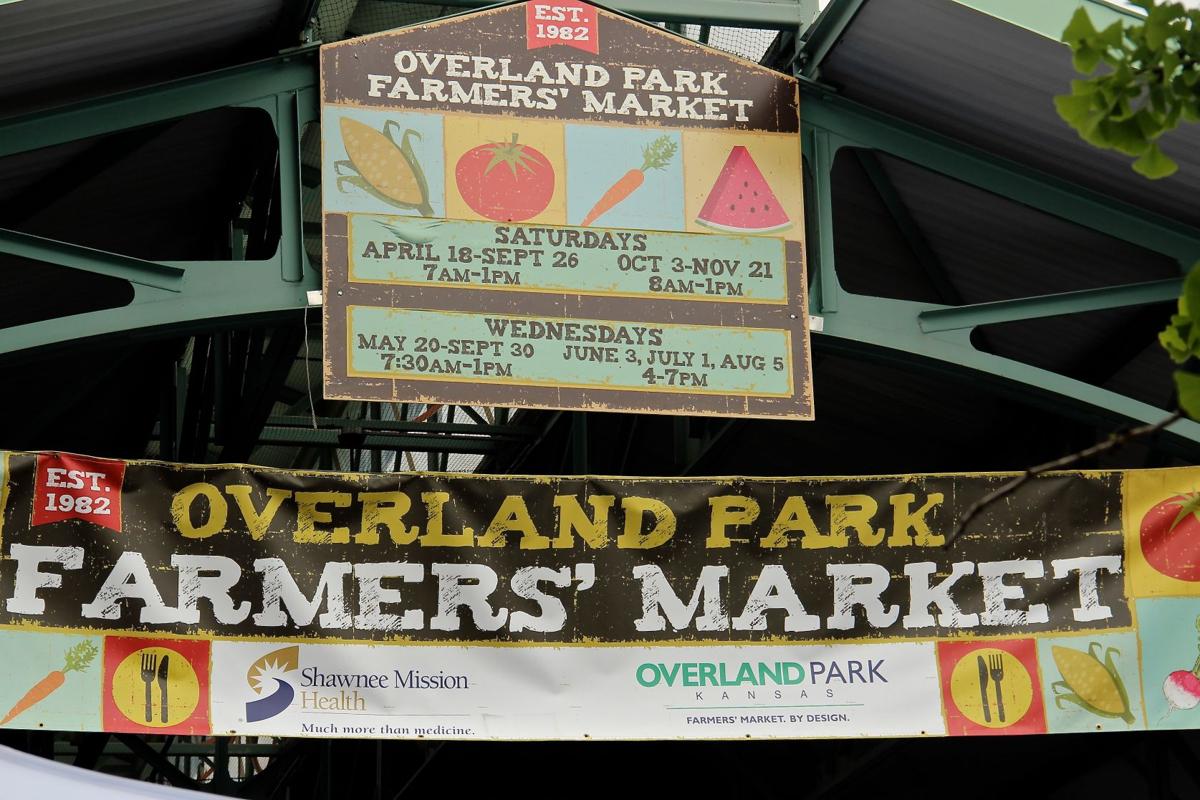 EST.
1982
OVERLAND PARK
FARMERS' MARKET
SATURDAYS
APRIL 18-SEPT 26 OCT 3-NOV 21
7AM-1PM 8AM-1PM
WEDNESDAYS
MAY 20-SEPT 30 JUNE 3, JULY 1, AUG 5
7:30AM-1PM 4-7PM
EST.
1982
OVERLAND PARK
FARMERS' MARKET
Shawnee Mission
Health
Much more than medicine.
OVERLAND PARK
KANSAS
FARMERS' MARKET. BY DESIGN.